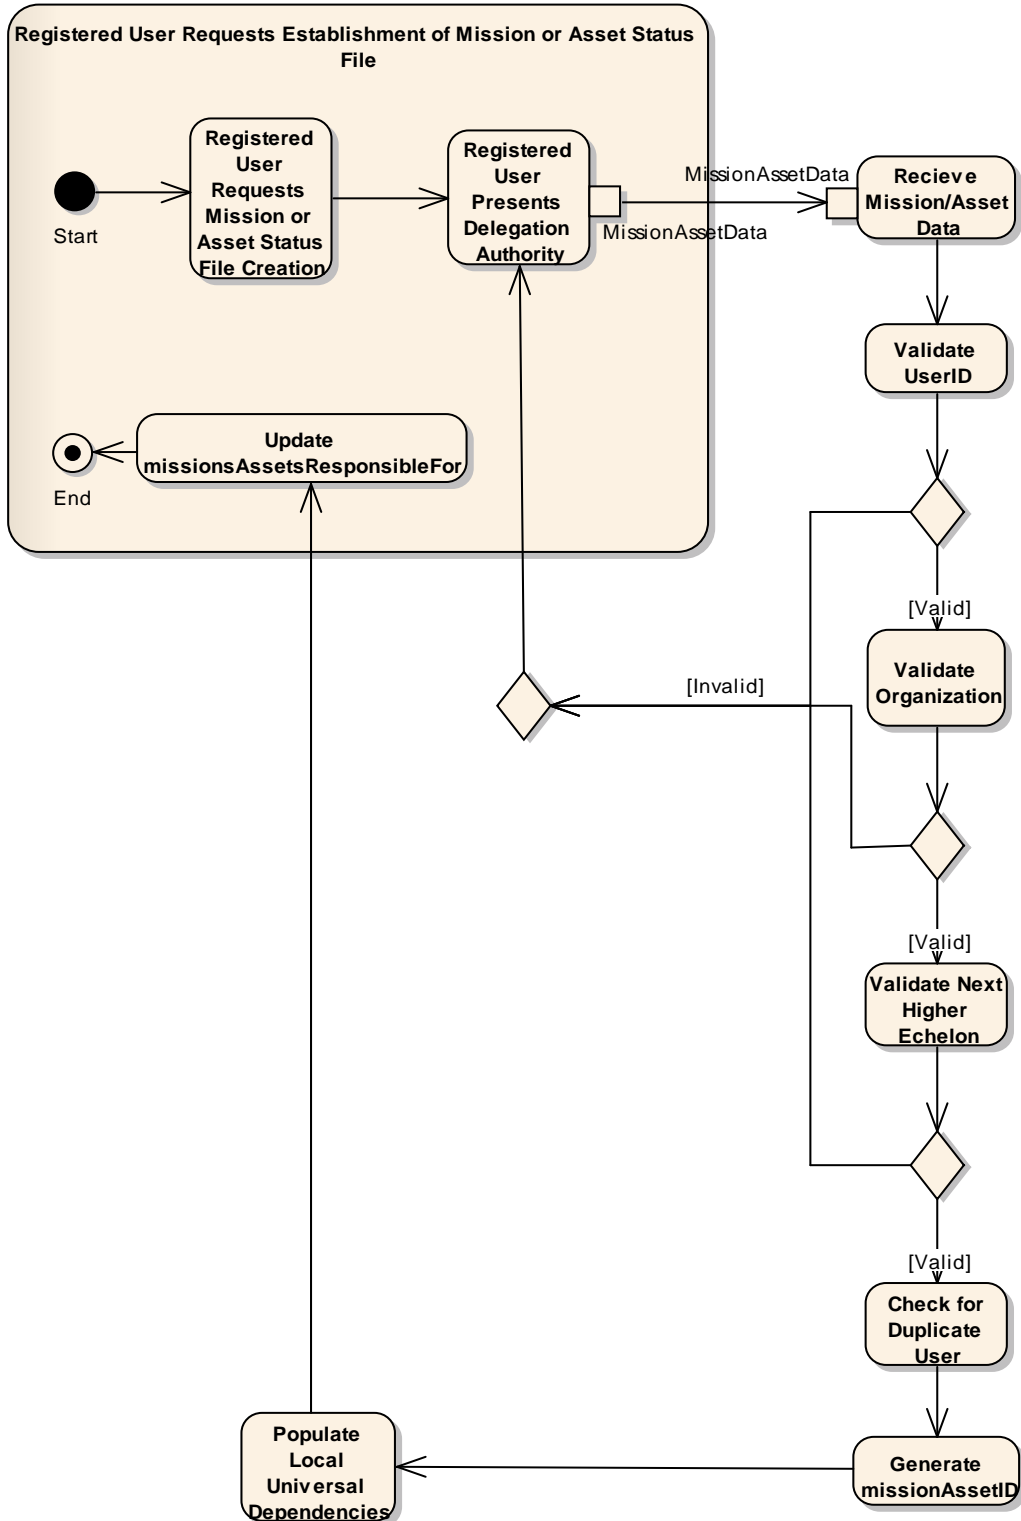 Registered User Requests Establishment of Mission or Asset Status
File
Registered
User
Requests
Mission or
Asset Status
File Creation
Registered
User
Presents
Delegation
Authority
MissionAssetData
MissionAssetData
Recieve
Mission/Asset
Data
Start
Validate
UserID
Update
missionsAssetsResponsibleFor
End
[Valid]
Validate
Organization
[Invalid]
[Valid]
Validate Next
Higher
Echelon
[Valid]
Check for
Duplicate
User
Populate
Local
Universal
Dependencies
Generate
missionAssetID